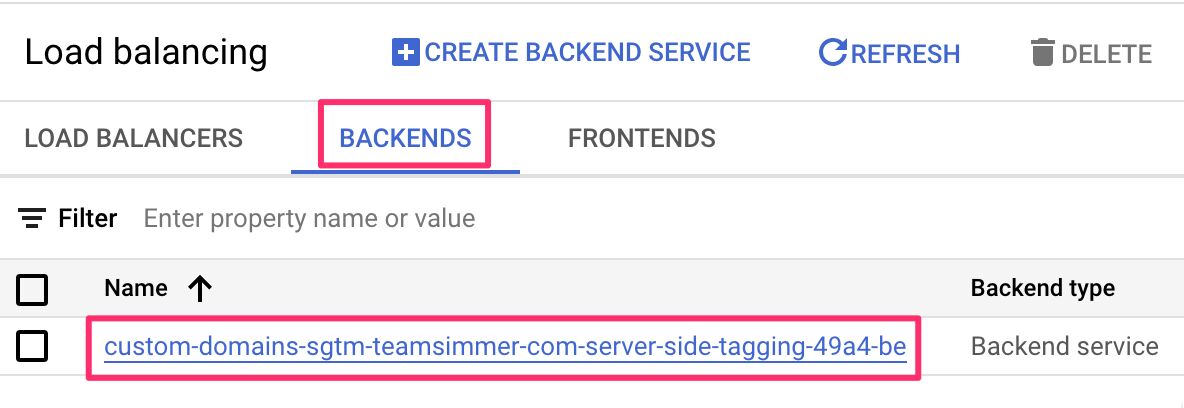 Load balancing CREATE BACKEND SERVICE REFRESH DELETE
LOAD BALANCERS BACKENDS FRONTENDS
Filter Enter property name or value
Name Backend type
custom-domains-sgtm-teamsimmer-com-server-side-tagging-49a4-be Backend service